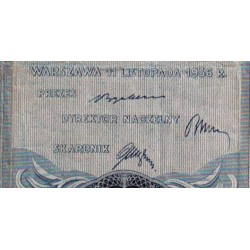 WARSZAWA 11 LISTOPADA 1936 R.
PREZES
DYREKTOR NACZELNY
SKARBNIK